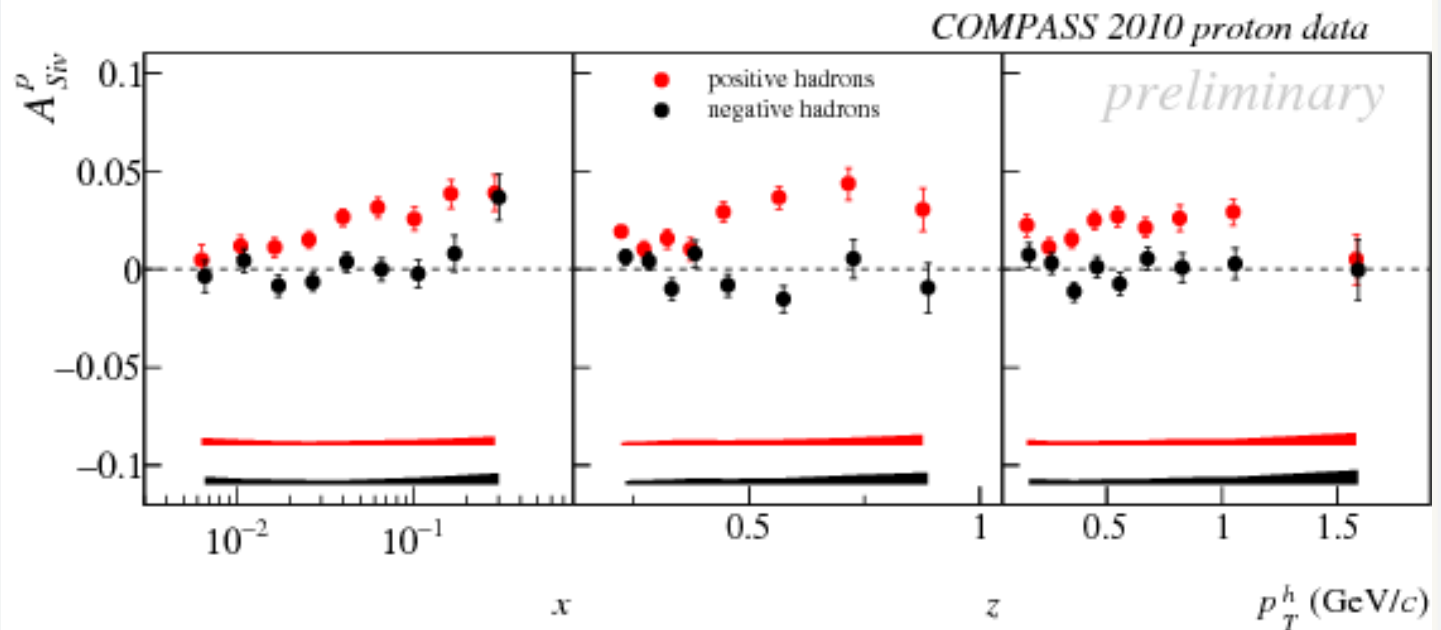 COMPASS 2010 proton data
A^p_Siv
0.1
0.05
0
−0.05
−0.1
positive hadrons
negative hadrons
preliminary
10^−2 10^−1
0.5 1
0.5 1 1.5
x
z
p_T^h (GeV/c)